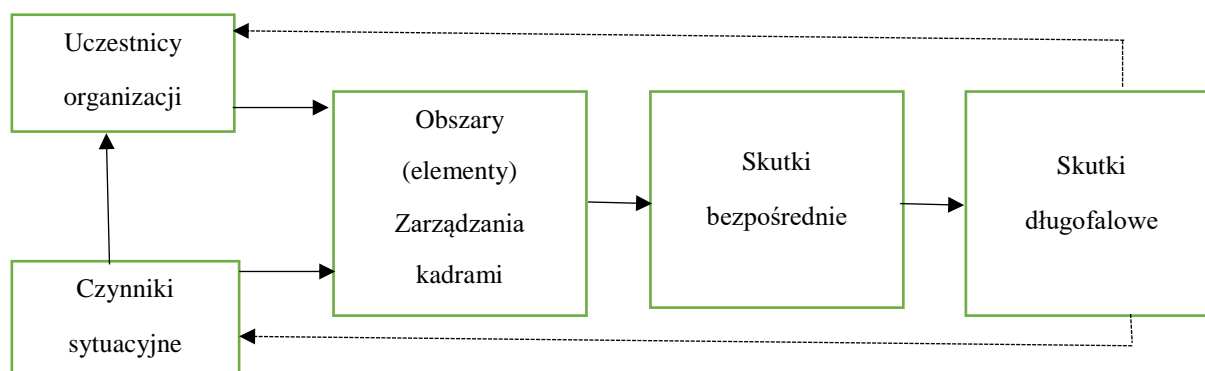 Uczestnicy
organizacji
Obszary
(elementy)
Zarządzania
kadrami
Skutki
bezpośrednie
Skutki
długofalowe
Czynniki
sytuacyjne